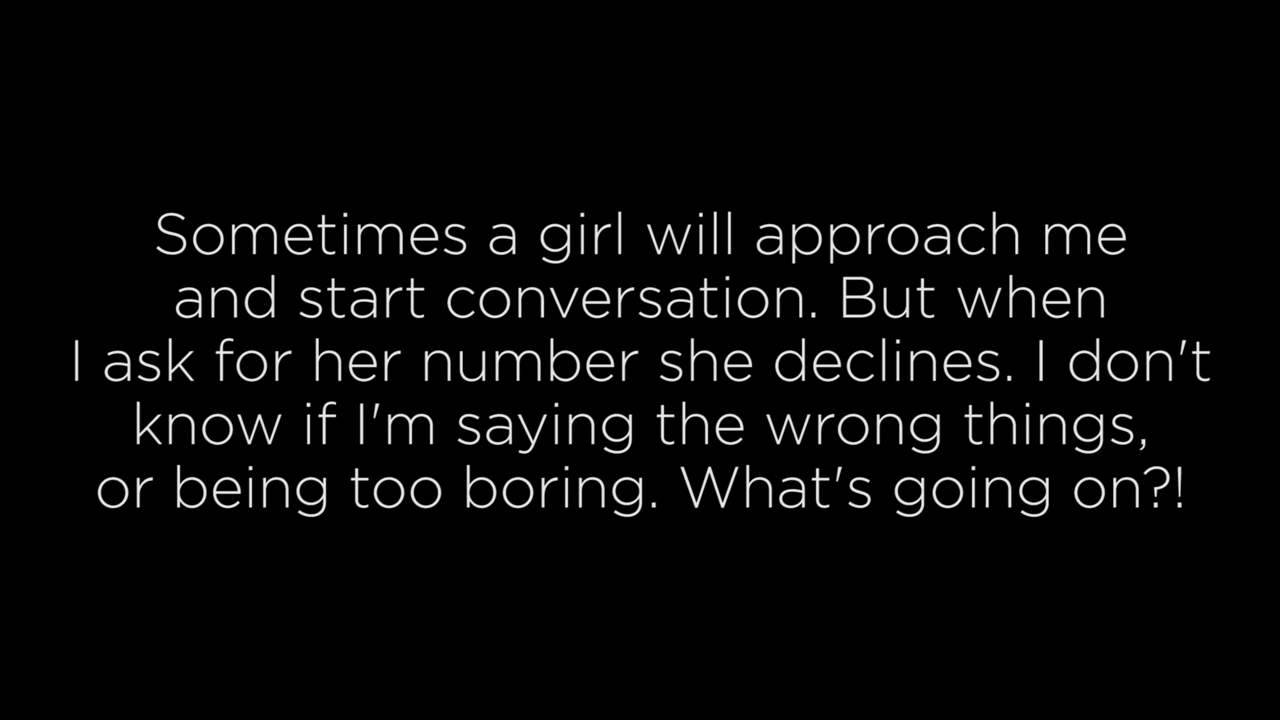 Sometimes a girl will approach me
and start conversation. But when
I ask for her number she declines. I don't
know if I'm saying the wrong things,
or being too boring. What's going on?!